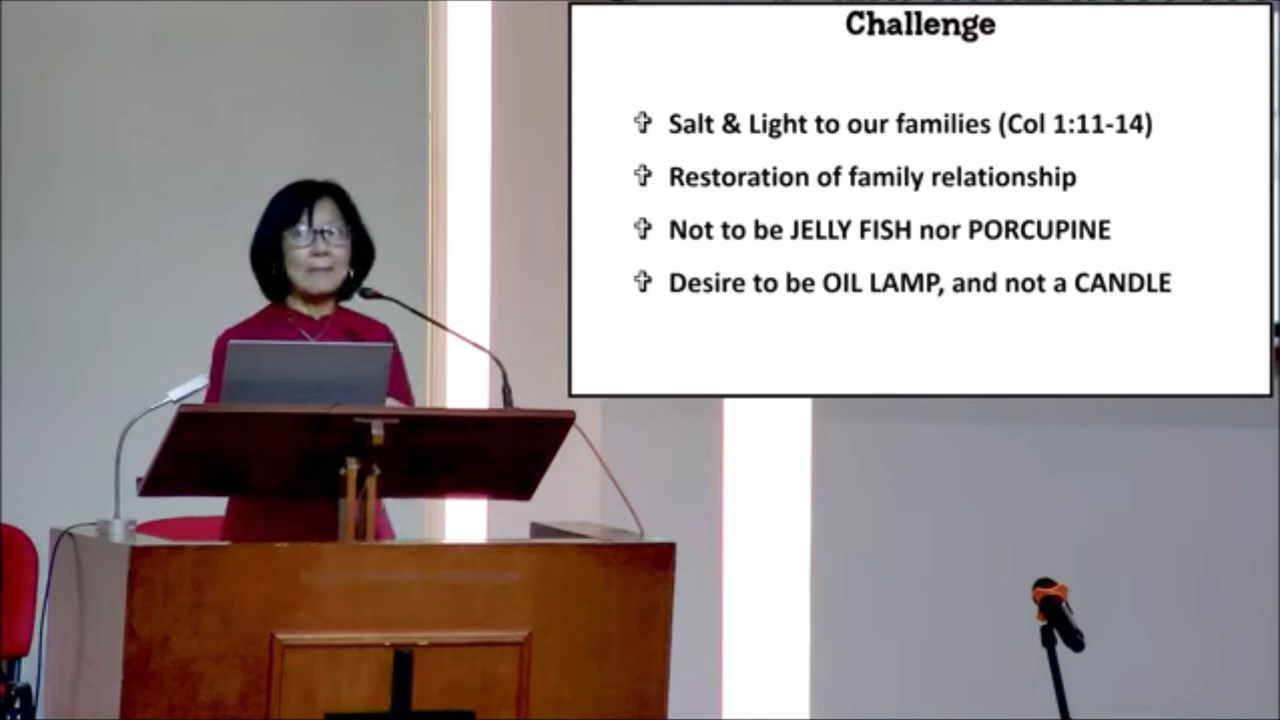 Challenge
Salt & Light to our families (Col 1:11-14)
Restoration of family relationship
Not to be JELLY FISH nor PORCUPINE
Desire to be OIL LAMP, and not a CANDLE